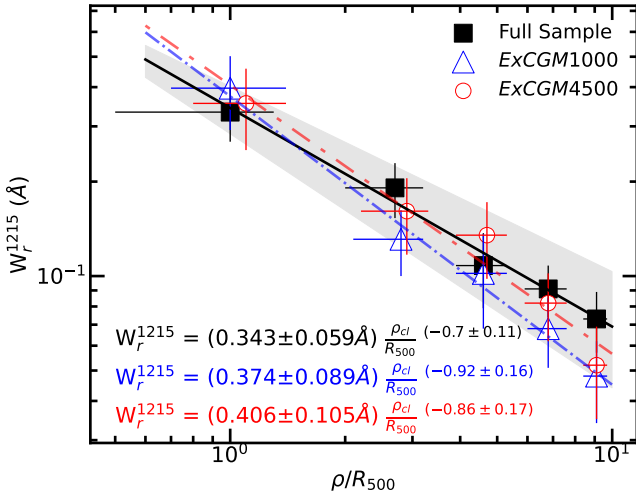 Full Sample
ExCGM1000
ExCGM4500
W_r^1215 (Å)
10^-1
W_r^1215 = (0.343±0.059Å) ρ_cl/R_500 ^(−0.7 ± 0.11)
W_r^1215 = (0.374±0.089Å) ρ_cl/R_500 ^(−0.92 ± 0.16)
W_r^1215 = (0.406±0.105Å) ρ_cl/R_500 ^(−0.86 ± 0.17)
10^0
10^1
ρ/R_500